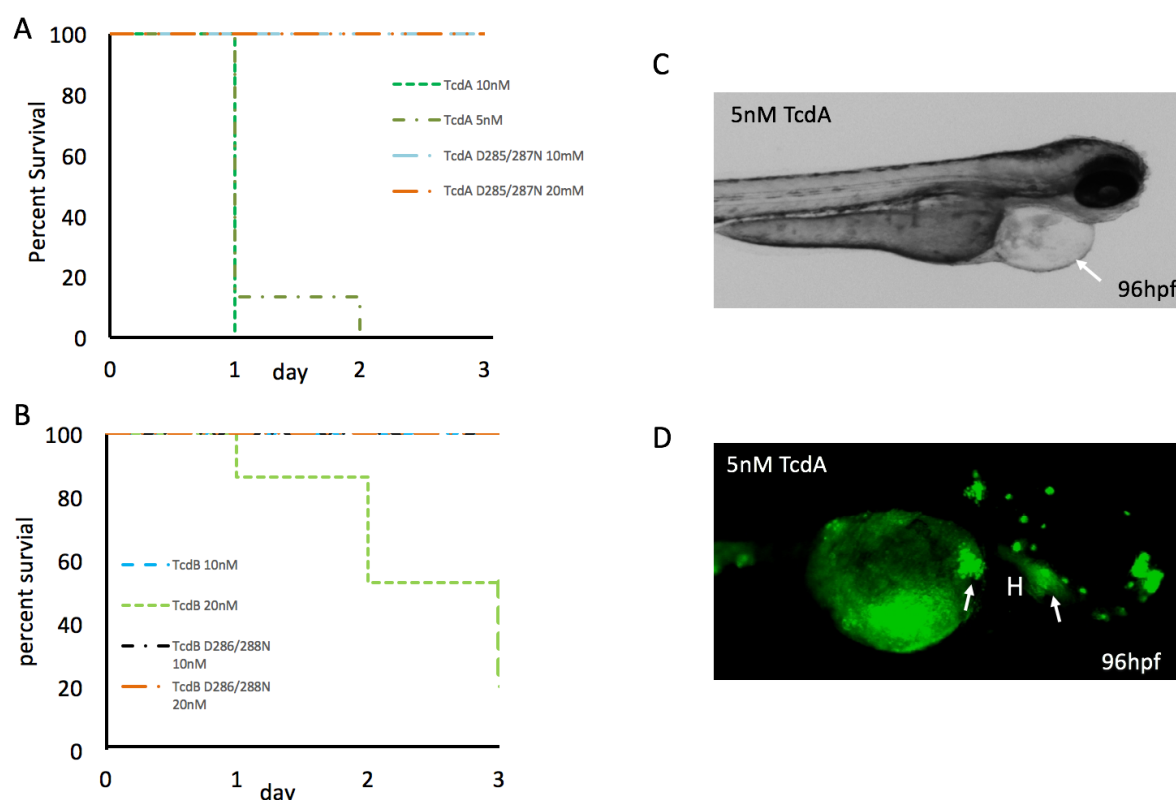 A
100
80
60
40
20
0
Percent Survival
0 1 2 3
day
TcdA 10nM
TcdA 5nM
TcdA D285/287N 10mM
TcdA D285/287N 20mM
B
100
80
60
40
20
0
percent survial
0 1 2 3
day
TcdB 10nM
TcdB 20nM
TcdB D286/288N
10nM
TcdB D286/288N
20nM
C
5nM TcdA
96hpf
D
5nM TcdA
H
96hpf